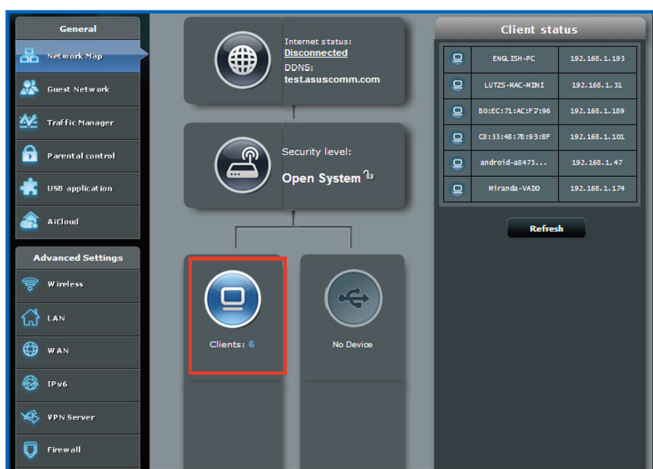 General
Network Map
Guest Network
Traffic Manager
Parental control
USB application
AiCloud
Advanced Settings
Wireless
LAN
WAN
IPv6
VPN Server
Firewall
Internet status:
Disconnected
DDNS:
test.asuscomm.com
Security level:
Open System
Clients: 6
No Device
Client status
ENGLISH-PC 192.168.1.193
LUTZS-MAC-MINI 192.168.1.31
B0:EC:71:AC:F7:96 192.168.1.189
C8:33:4B:7B:93:BF 192.168.1.101
android-a8473... 192.168.1.47
Miranda-VAIO 192.168.1.174
Refresh